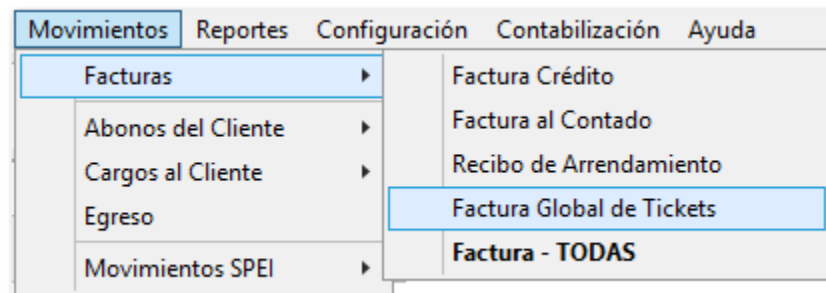 Movimientos Reportes Configuración Contabilización Ayuda
Facturas
Abonos del Cliente
Cargos al Cliente
Egreso
Movimientos SPEI
Factura Crédito
Factura al Contado
Recibo de Arrendamiento
Factura Global de Tickets
Factura - TODAS